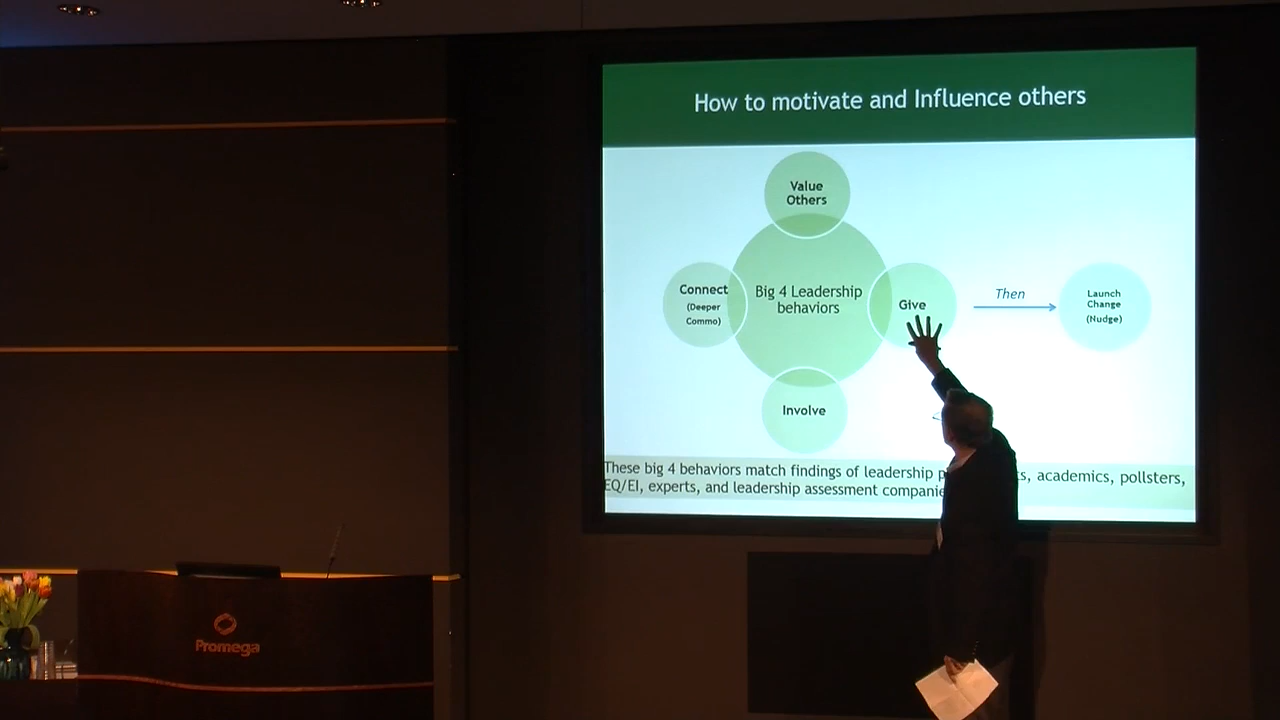 How to motivate and Influence others
Value
Others
Connect
(Deeper
Commo)
Big 4 Leadership
behaviors
Give
Then
Launch
Change
(Nudge)
Involve
These big 4 behaviors match findings of leadership academics, pollsters,
EQ/EI, experts, and leadership assessment
Promega